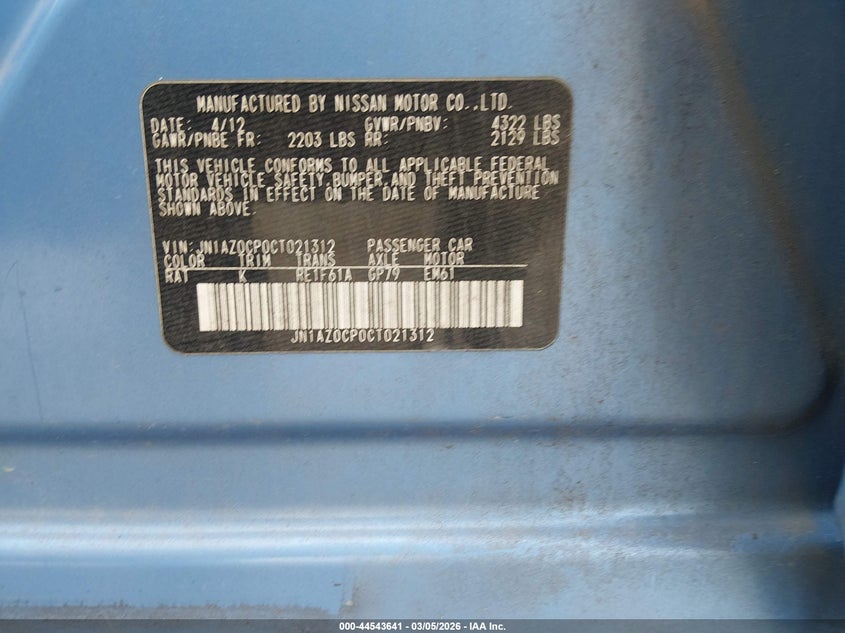 MANUFACTURED BY NISSAN MOTOR CO.,LTD.
DATE: 4/12 GVWR/PNBV: 4322 LBS
GAWR/PNBE FR: 2203 LBS RR: 2129 LBS
THIS VEHICLE CONFORMS TO ALL APPLICABLE FEDERAL
MOTOR VEHICLE SAFETY,BUMPER,AND THEFT PREVENTION
STANDARDS IN EFFECT ON THE DATE OF MANUFACTURE
SHOWN ABOVE.
VIN:JN1AZ0CP0CT021312 PASSENGER CAR
COLOR TRIM TRANS AXLE MOTOR
RAT K RE1F61A GP79 EM61
JN1AZ0CP0CT021312
000-44543641 | 03/05/2026 - IAA Inc.